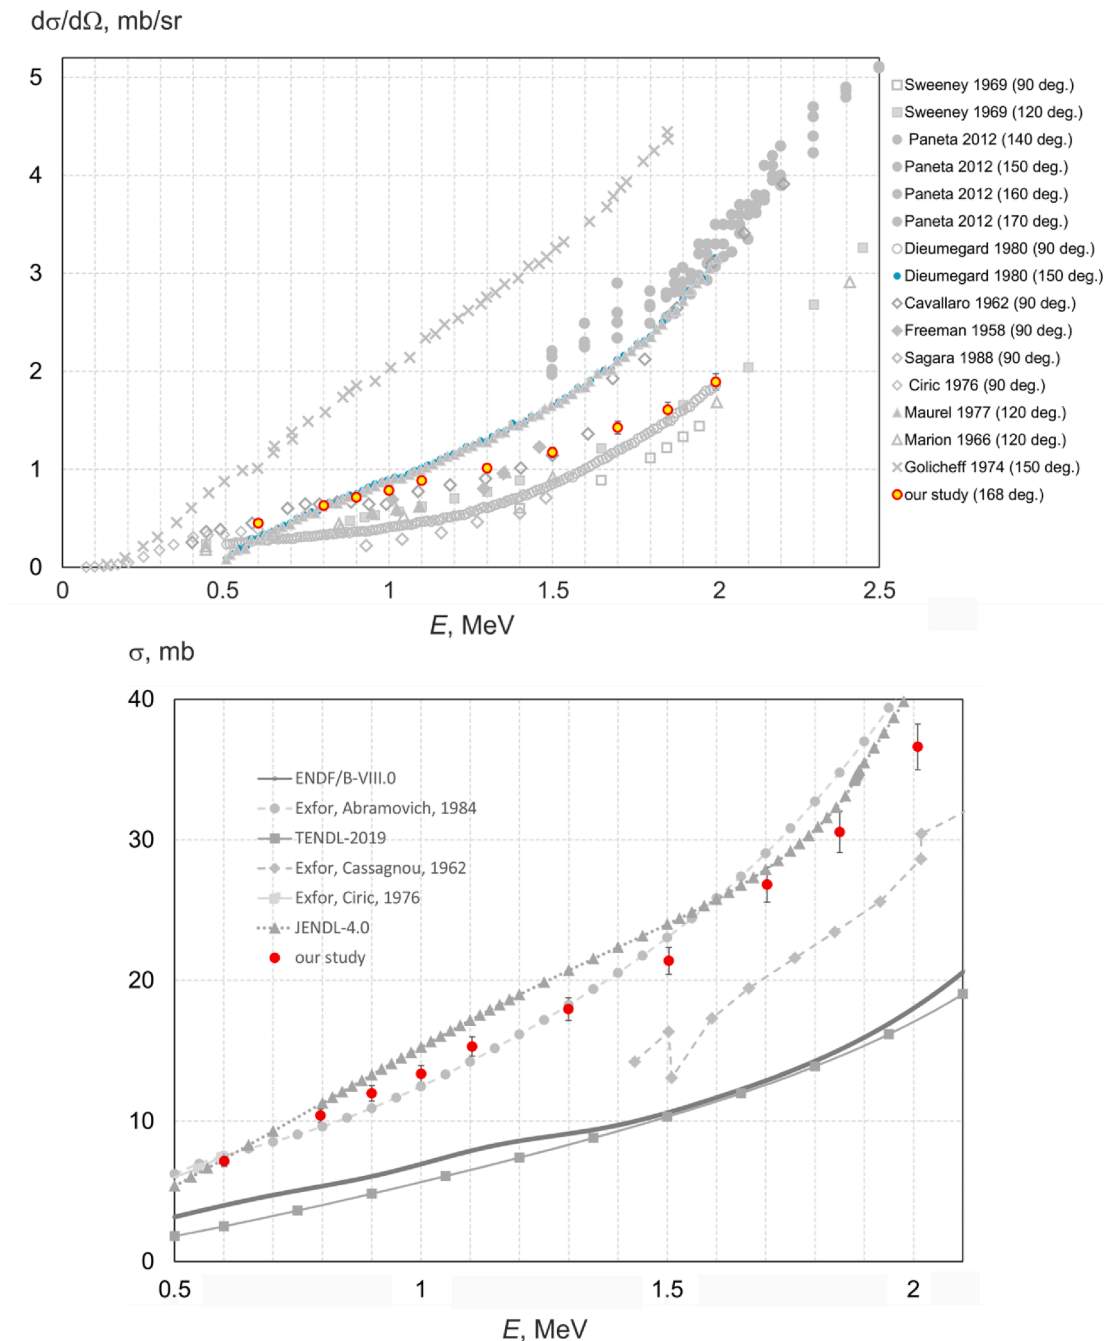 dσ/dΩ, mb/sr
5
4
3
2
1
0
0 0.5 1 1.5 2 2.5
E, MeV
Sweeney 1969 (90 deg.)
Sweeney 1969 (120 deg.)
Paneta 2012 (140 deg.)
Paneta 2012 (150 deg.)
Paneta 2012 (160 deg.)
Paneta 2012 (170 deg.)
Dieumegard 1980 (90 deg.)
Dieumegard 1980 (150 deg.)
Cavallaro 1962 (90 deg.)
Freeman 1958 (90 deg.)
Sagara 1988 (90 deg.)
Ciric 1976 (90 deg.)
Maurel 1977 (120 deg.)
Marion 1966 (120 deg.)
Golicheff 1974 (150 deg.)
our study (168 deg.)
σ, mb
40
30
20
10
0
0.5 1 1.5 2
E, MeV
ENDF/B-VIII.0
Exfor, Abramovich, 1984
TENDL-2019
Exfor, Cassagnou, 1962
Exfor, Ciric, 1976
JENDL-4.0
our study